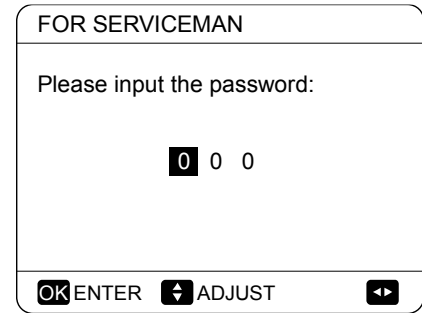 FOR SERVICEMAN
Please input the password:
0 0 0
OK ENTER ADJUST